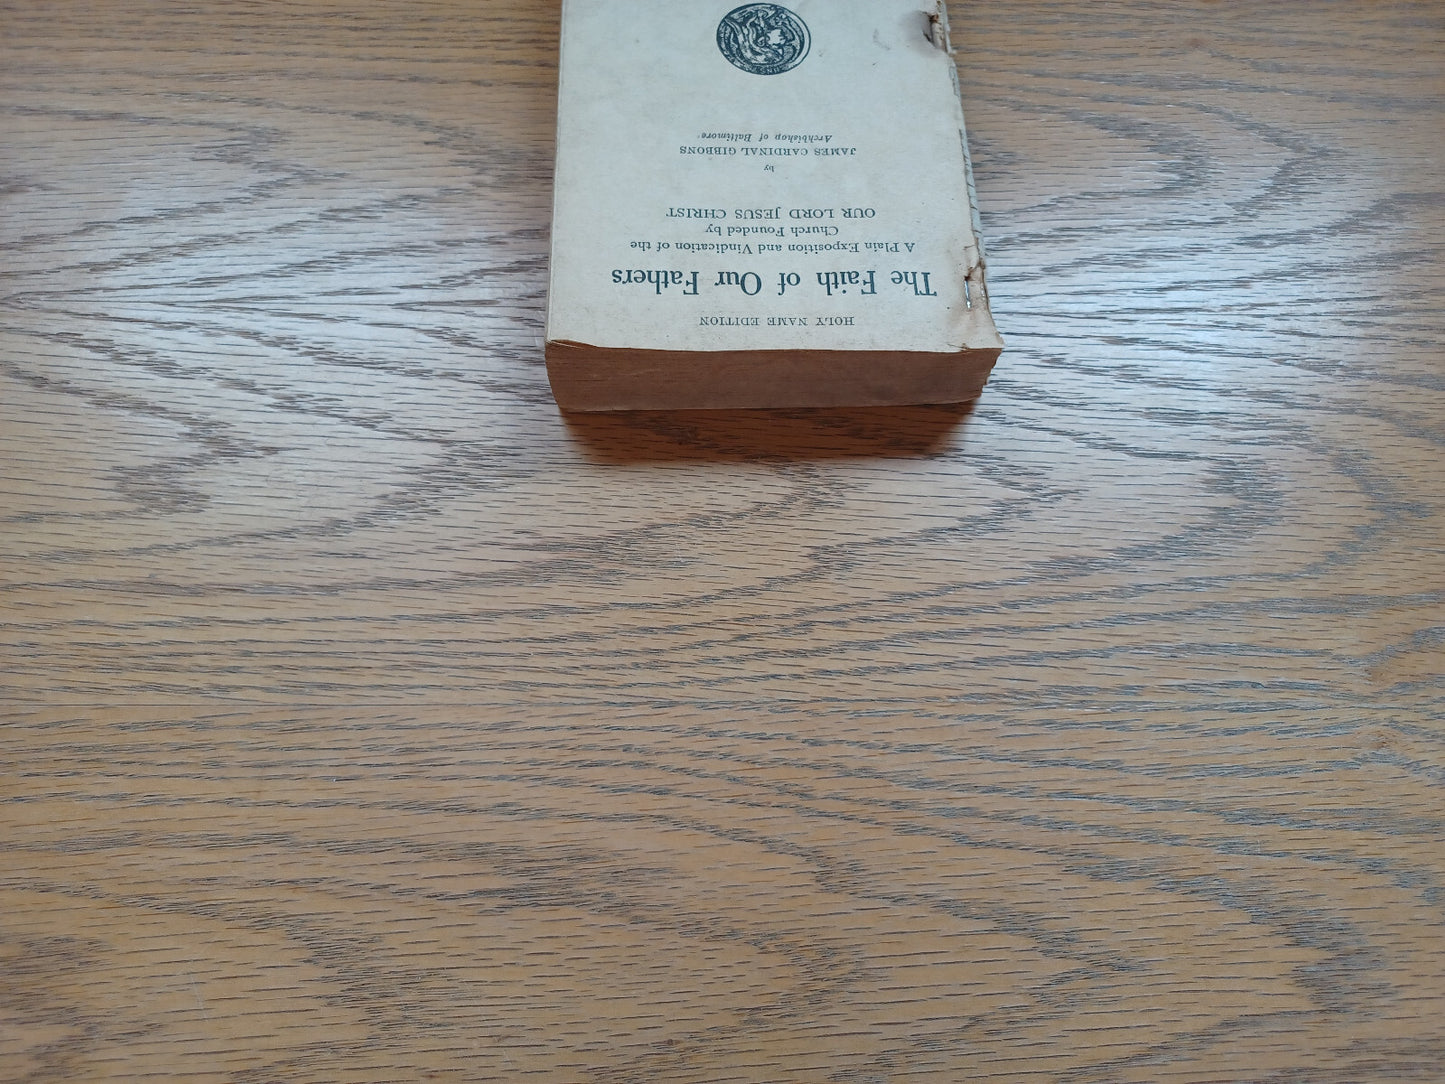 HOLY NAME EDITION
The Faith of Our Fathers
A Plain Exposition and Vindication of the
Church Founded by
OUR LORD JESUS CHRIST
by
JAMES CARDINAL GIBBONS
Archbishop of Baltimore